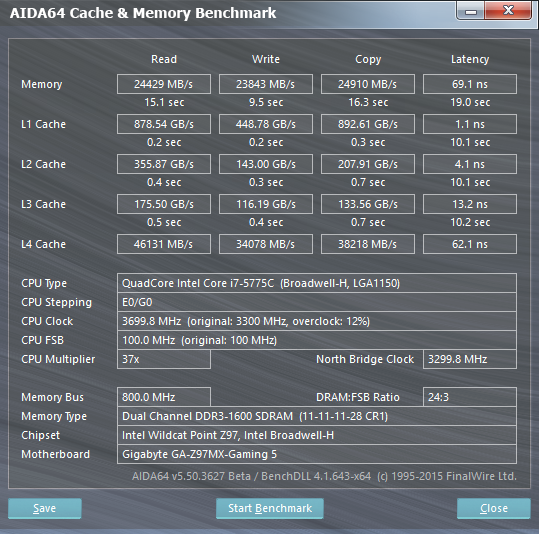 AIDA64 Cache & Memory Benchmark
Read Write Copy Latency
Memory 24429 MB/s 23843 MB/s 24910 MB/s 69.1 ns
15.1 sec 9.5 sec 16.3 sec 19.0 sec
L1 Cache 878.54 GB/s 448.78 GB/s 892.61 GB/s 1.1 ns
0.2 sec 0.2 sec 0.3 sec 10.1 sec
L2 Cache 355.87 GB/s 143.00 GB/s 207.91 GB/s 4.1 ns
0.4 sec 0.3 sec 0.7 sec 10.1 sec
L3 Cache 175.50 GB/s 116.19 GB/s 133.56 GB/s 13.2 ns
0.5 sec 0.4 sec 0.7 sec 10.2 sec
L4 Cache 46131 MB/s 34078 MB/s 38218 MB/s 62.1 ns
CPU Type QuadCore Intel Core i7-5775C (Broadwell-H, LGA1150)
CPU Stepping E0/G0
CPU Clock 3699.8 MHz (original: 3300 MHz, overclock: 12%)
CPU FSB 100.0 MHz (original: 100 MHz)
CPU Multiplier 37x North Bridge Clock 3299.8 MHz
Memory Bus 800.0 MHz DRAM:FSB Ratio 24:3
Memory Type Dual Channel DDR3-1600 SDRAM (11-11-11-28 CR1)
Chipset Intel Wildcat Point Z97, Intel Broadwell-H
Motherboard Gigabyte GA-Z97MX-Gaming 5
AIDA64 v5.50.3627 Beta / BenchDLL 4.1.643-x64 (c) 1995-2015 FinalWire Ltd.
Save Start Benchmark Close